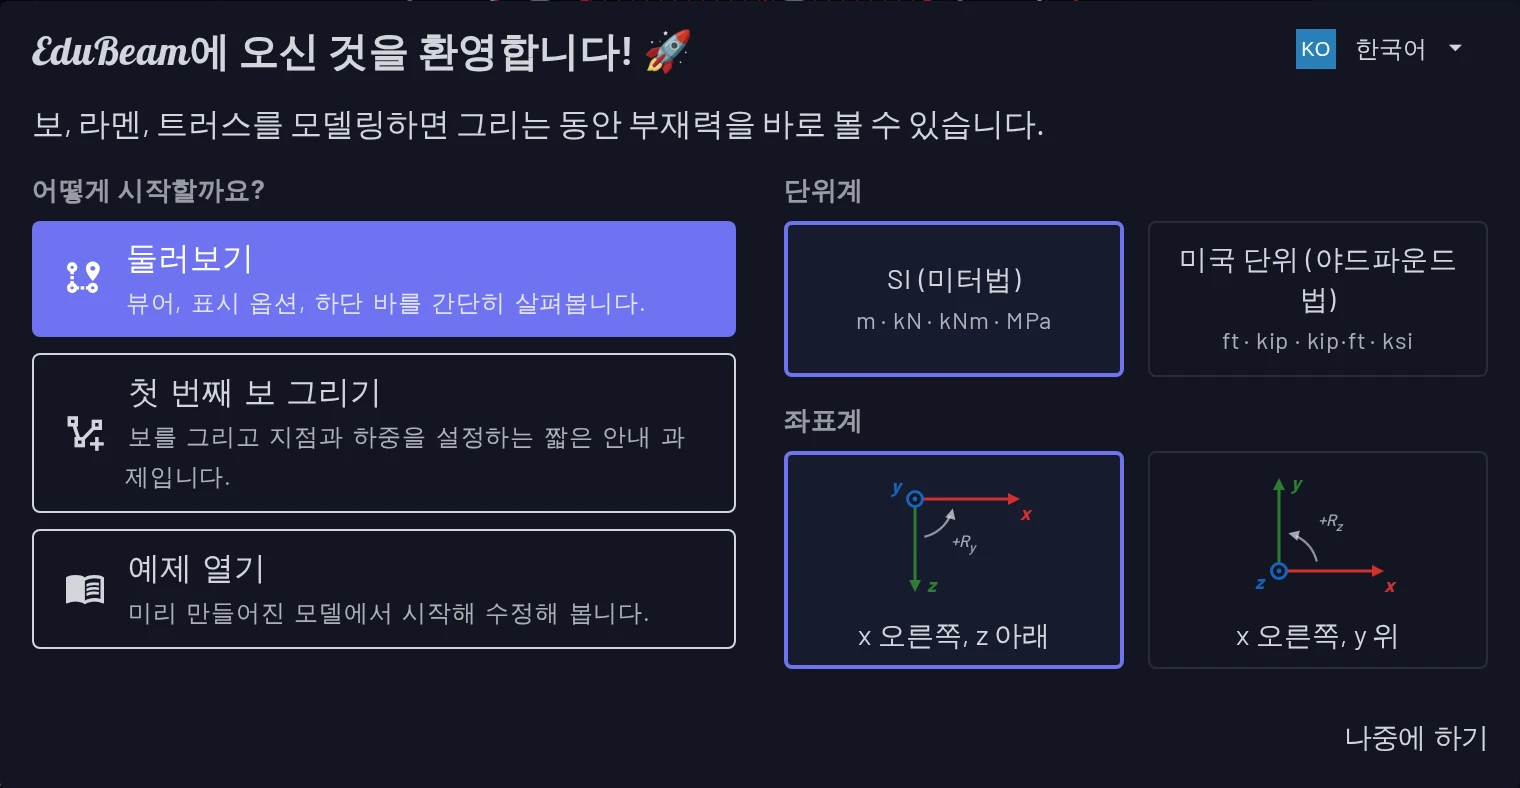 EduBeam에 오신 것을 환영합니다! 🚀
KO 한국어
보, 라멘, 트러스를 모델링하면 그리는 동안 부재력을 바로 볼 수 있습니다.
어떻게 시작할까요?
둘러보기
뷰어, 표시 옵션, 하단 바를 간단히 살펴봅니다.
첫 번째 보 그리기
보를 그리고 지점과 하중을 설정하는 짧은 안내 과
제입니다.
예제 열기
미리 만들어진 모델에서 시작해 수정해 봅니다.
단위계
SI (미터법)
m · kN · kNm · MPa
미국 단위 (야드파운드
법)
ft · kip · kip·ft · ksi
좌표계
y
x
+Ry
z
x 오른쪽, z 아래
y
+Rz
z
x
x 오른쪽, y 위
나중에 하기